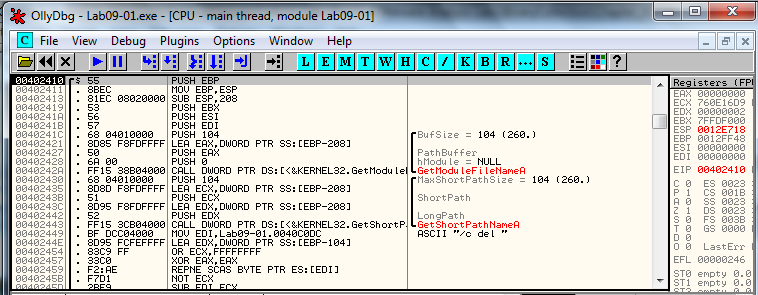 OllyDbg - Lab09-01.exe - [CPU - main thread, module Lab09-01]
C File View Debug Plugins Options Window Help
L E M T W H C / K B R ... S ?
00402410 $ 55 PUSH EBP
00402411 . 8BEC MOV EBP,ESP
00402413 . 81EC 08020000 SUB ESP,208
00402419 . 53 PUSH EBX
0040241A . 56 PUSH ESI
0040241B . 57 PUSH EDI
0040241C . 68 04010000 PUSH 104 BufSize = 104 (260.)
00402421 . 8D85 F8FDFFFF LEA EAX,DWORD PTR SS:[EBP-208]
00402427 . 50 PUSH EAX PathBuffer
00402428 . 6A 00 PUSH 0 hModule = NULL
0040242A . FF15 38B04000 CALL DWORD PTR DS:[<&KERNEL32.GetModule GetModuleFileNameA
00402430 . 68 04010000 PUSH 104 MaxShortPathSize = 104 (260.)
00402435 . 8D8D F8FDFFFF LEA ECX,DWORD PTR SS:[EBP-208]
0040243B . 51 PUSH ECX ShortPath
0040243C . 8D95 F8FDFFFF LEA EDX,DWORD PTR SS:[EBP-208]
00402442 . 52 PUSH EDX LongPath
00402443 . FF15 3CB04000 CALL DWORD PTR DS:[<&KERNEL32.GetShortP GetShortPathNameA
00402449 . BF DCC04000 MOV EDI,Lab09-01.0040C0DC ASCII "/c del "
0040244E . 8D95 FCFEFFFF LEA EDX,DWORD PTR SS:[EBP-104]
00402454 . 83C9 FF OR ECX,FFFFFFFF
00402457 . 33C0 XOR EAX,EAX
00402459 . F2:AE REPNE SCAS BYTE PTR ES:[EDI]
0040245B . F7D1 NOT ECX
0040245D . 2BF9 SUB EDI,ECX
Registers (FPU
EAX 00000000
ECX 760E16D9
EDX 00000002
EBX 7FFDF000
ESP 0012E718
EBP 0012FF48
ESI 00000000
EDI 00000000
EIP 00402410
C 0 ES 0023
P 1 CS 001B
A 0 SS 0023
Z 1 DS 0023
S 0 FS 003B
T 0 GS 0000
D 0
O 0 LastErr
EFL 00000246
ST0 empty 0.0
ST1 empty 0.0